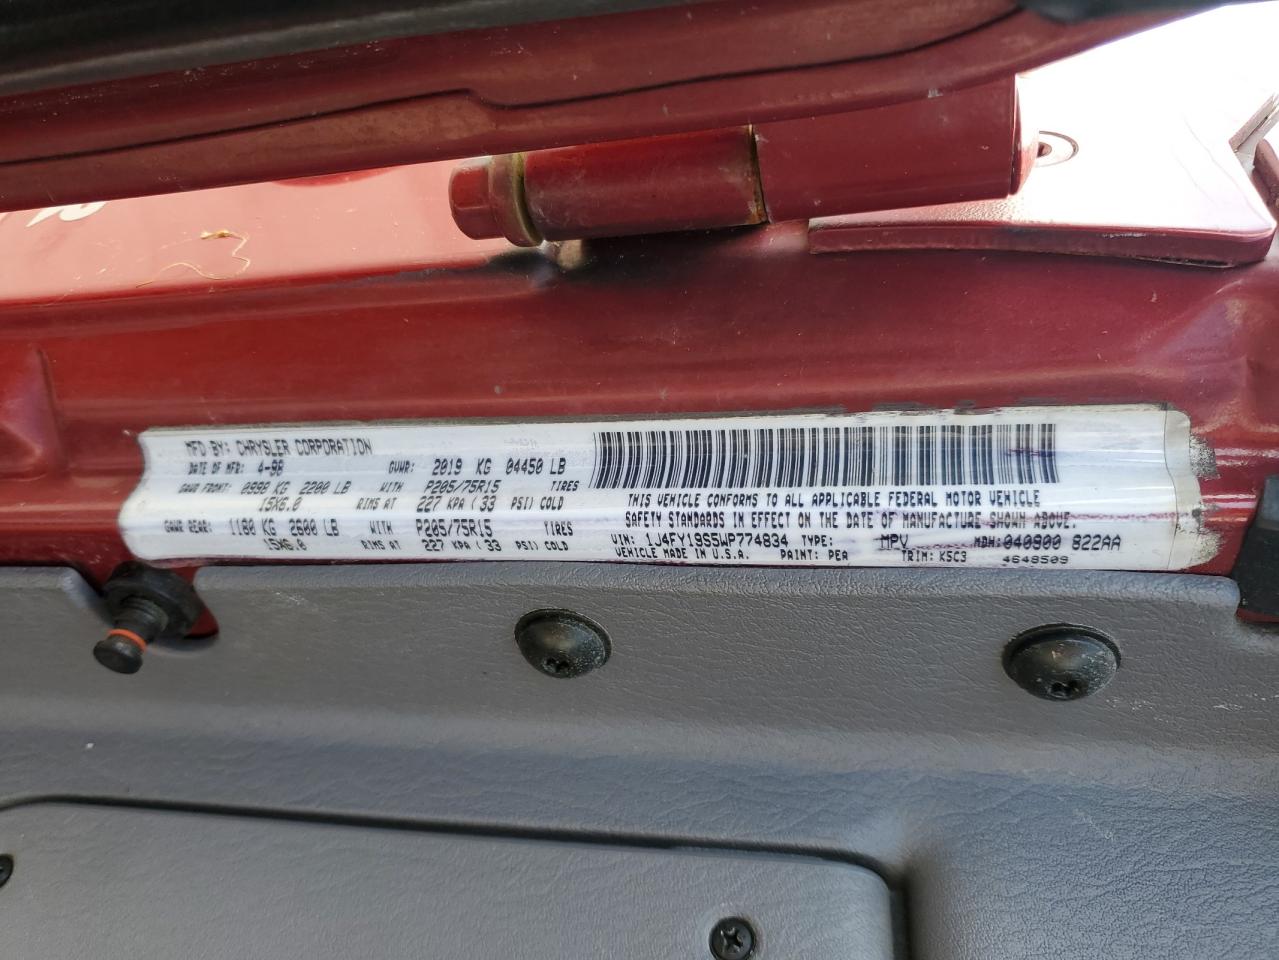 MFD BY: CHRYSLER CORPORATION
DATE OF MFD: 4-98 GVWR: 2019 KG 04450 LB
GAWR FRONT: 0998 KG 2200 LB WITH P205/75R15 TIRES
15X6.0 RIMS AT 227 KPA ( 33 PSI) COLD
GAWR REAR: 1180 KG 2600 LB WITH P205/75R15 TIRES
15X6.0 RIMS AT 227 KPA ( 33 PSI) COLD
THIS VEHICLE CONFORMS TO ALL APPLICABLE FEDERAL MOTOR VEHICLE
SAFETY STANDARDS IN EFFECT ON THE DATE OF MANUFACTURE SHOWN ABOVE.
VIN: 1J4FY19S5WP774834 TYPE: MPV MDH: 040900 822AA
VEHICLE MADE IN U.S.A. PAINT: PEA TRIM: K5C3 4649509